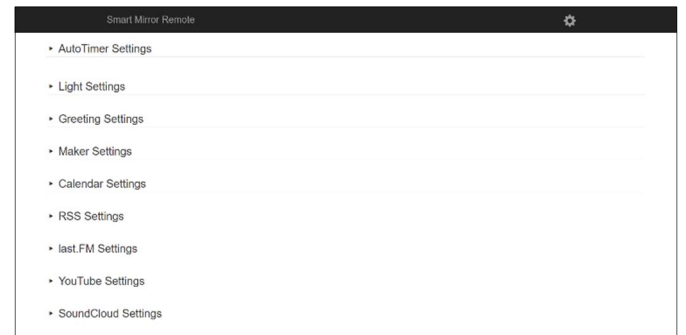 Smart Mirror Remote
AutoTimer Settings
Light Settings
Greeting Settings
Maker Settings
Calendar Settings
RSS Settings
last.FM Settings
YouTube Settings
SoundCloud Settings